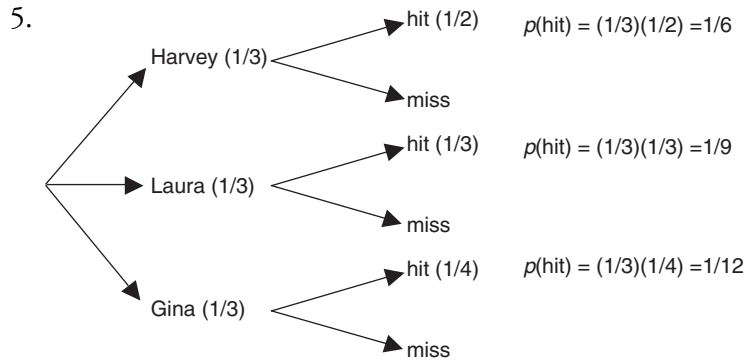 5.
hit (1/2) p(hit) = (1/3)(1/2) =1/6
Harvey (1/3)
miss
hit (1/3) p(hit) = (1/3)(1/3) =1/9
Laura (1/3)
miss
hit (1/4) p(hit) = (1/3)(1/4) =1/12
Gina (1/3)
miss